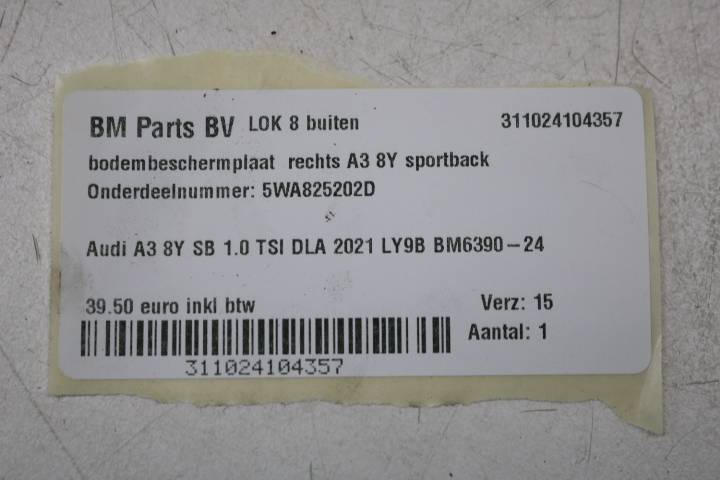 BM Parts BV LOK 8 buiten 311024104357
bodembeschermplaat rechts A3 8Y sportback
Onderdeelnummer: 5WA825202D
Audi A3 8Y SB 1.0 TSI DLA 2021 LY9B BM6390-24
39.50 euro inkl btw Verz: 15
Aantal: 1
311024104357